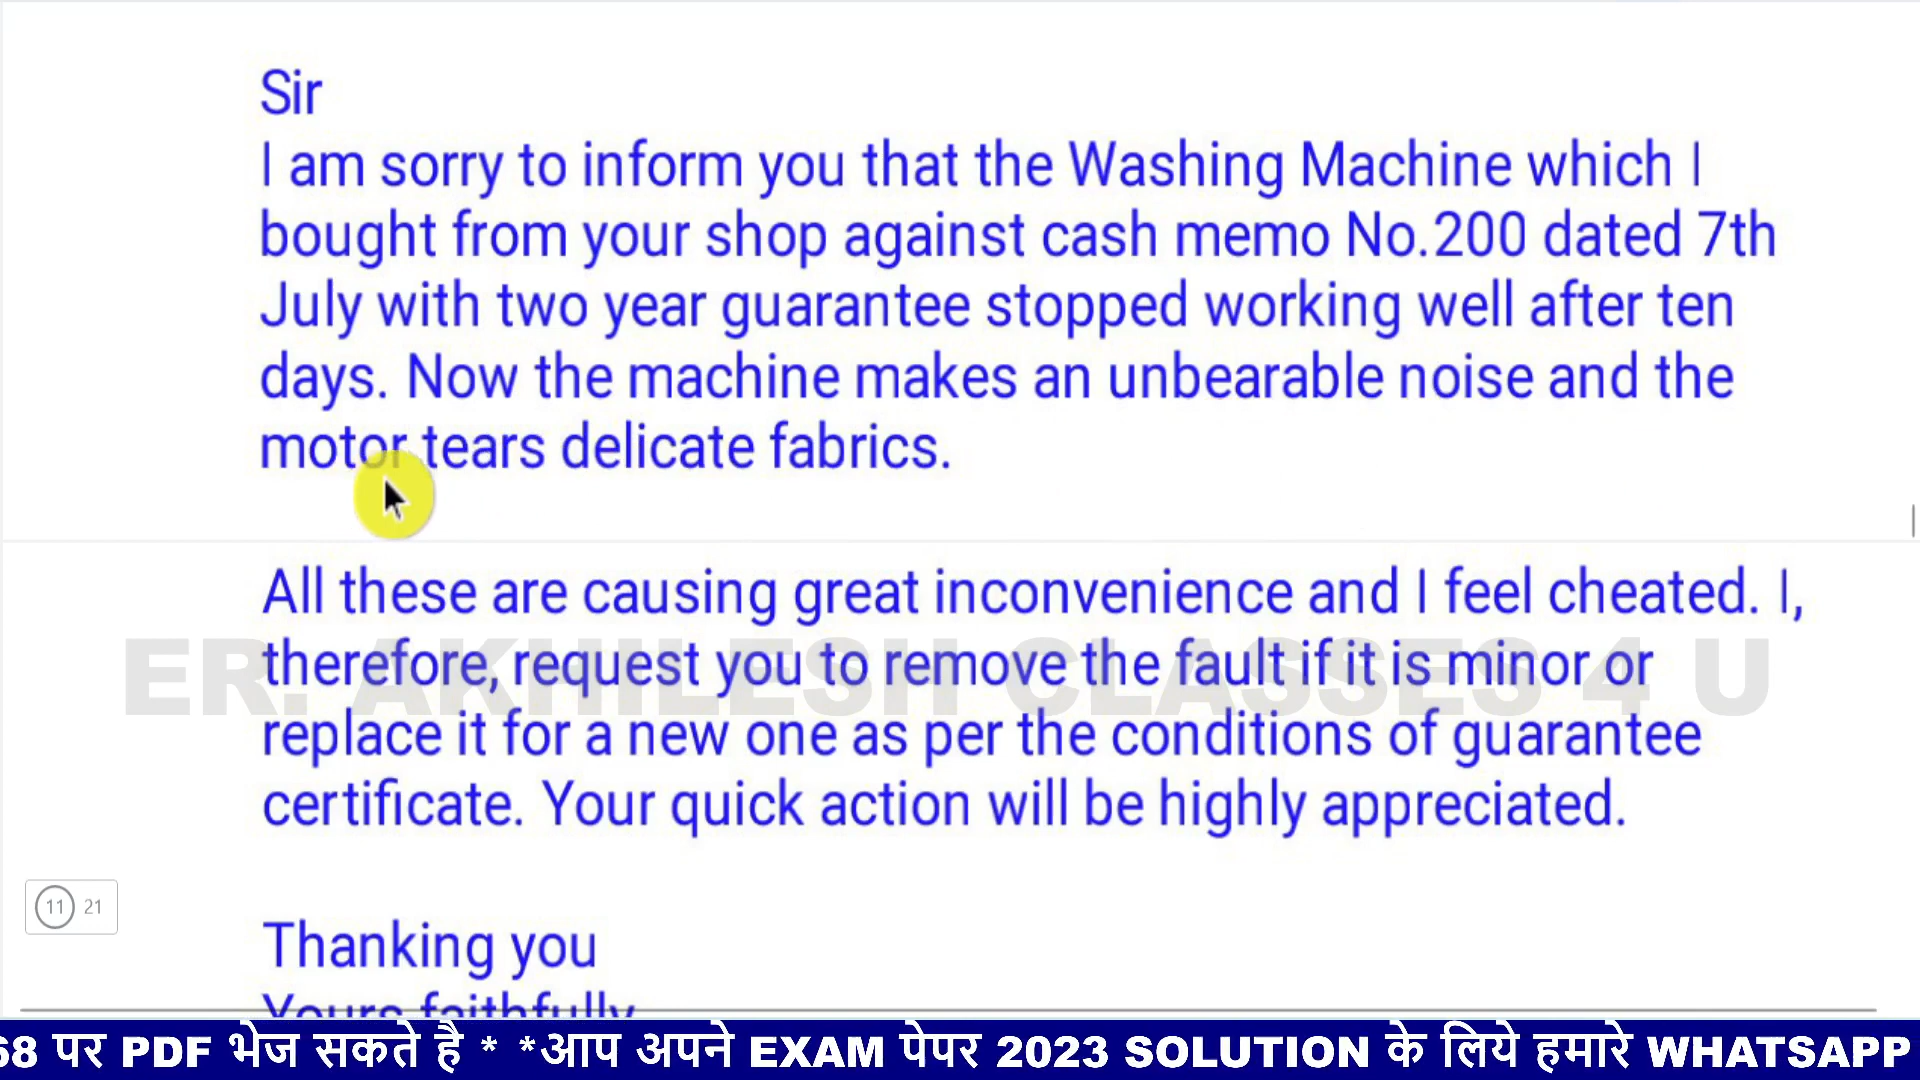 Sir
I am sorry to inform you that the Washing Machine which I
bought from your shop against cash memo No.200 dated 7th
July with two year guarantee stopped working well after ten
days. Now the machine makes an unbearable noise and the
motor tears delicate fabrics.
All these are causing great inconvenience and I feel cheated. I,
therefore, request you to remove the fault if it is minor or
replace it for a new one as per the conditions of guarantee
certificate. Your quick action will be highly appreciated.
ER. AKHILESH CLASSES 4 U
11 21
Thanking you
Yours faithfully
68 पर PDF भेज सकते है * *आप अपने EXAM पेपर 2023 SOLUTION के लिये हमारे WHATSAPP